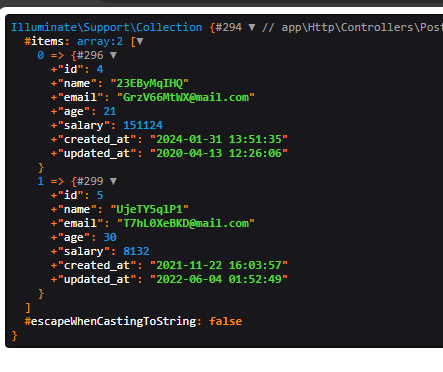 Illuminate\Support\Collection {#294 ▼ // app\Http\Controllers\Post
#items: array:2 [▼
0 => {#296 ▼
+"id": 4
+"name": "23EByMqIHQ"
+"email": "GrzV66MtWX@mail.com"
+"age": 21
+"salary": 151124
+"created_at": "2024-01-31 13:51:35"
+"updated_at": "2020-04-13 12:26:06"
}
1 => {#299 ▼
+"id": 5
+"name": "UjeTY5qlP1"
+"email": "T7hL0XeBKD@mail.com"
+"age": 30
+"salary": 8132
+"created_at": "2021-11-22 16:03:57"
+"updated_at": "2022-06-04 01:52:49"
}
]
#escapeWhenCastingToString: false
}